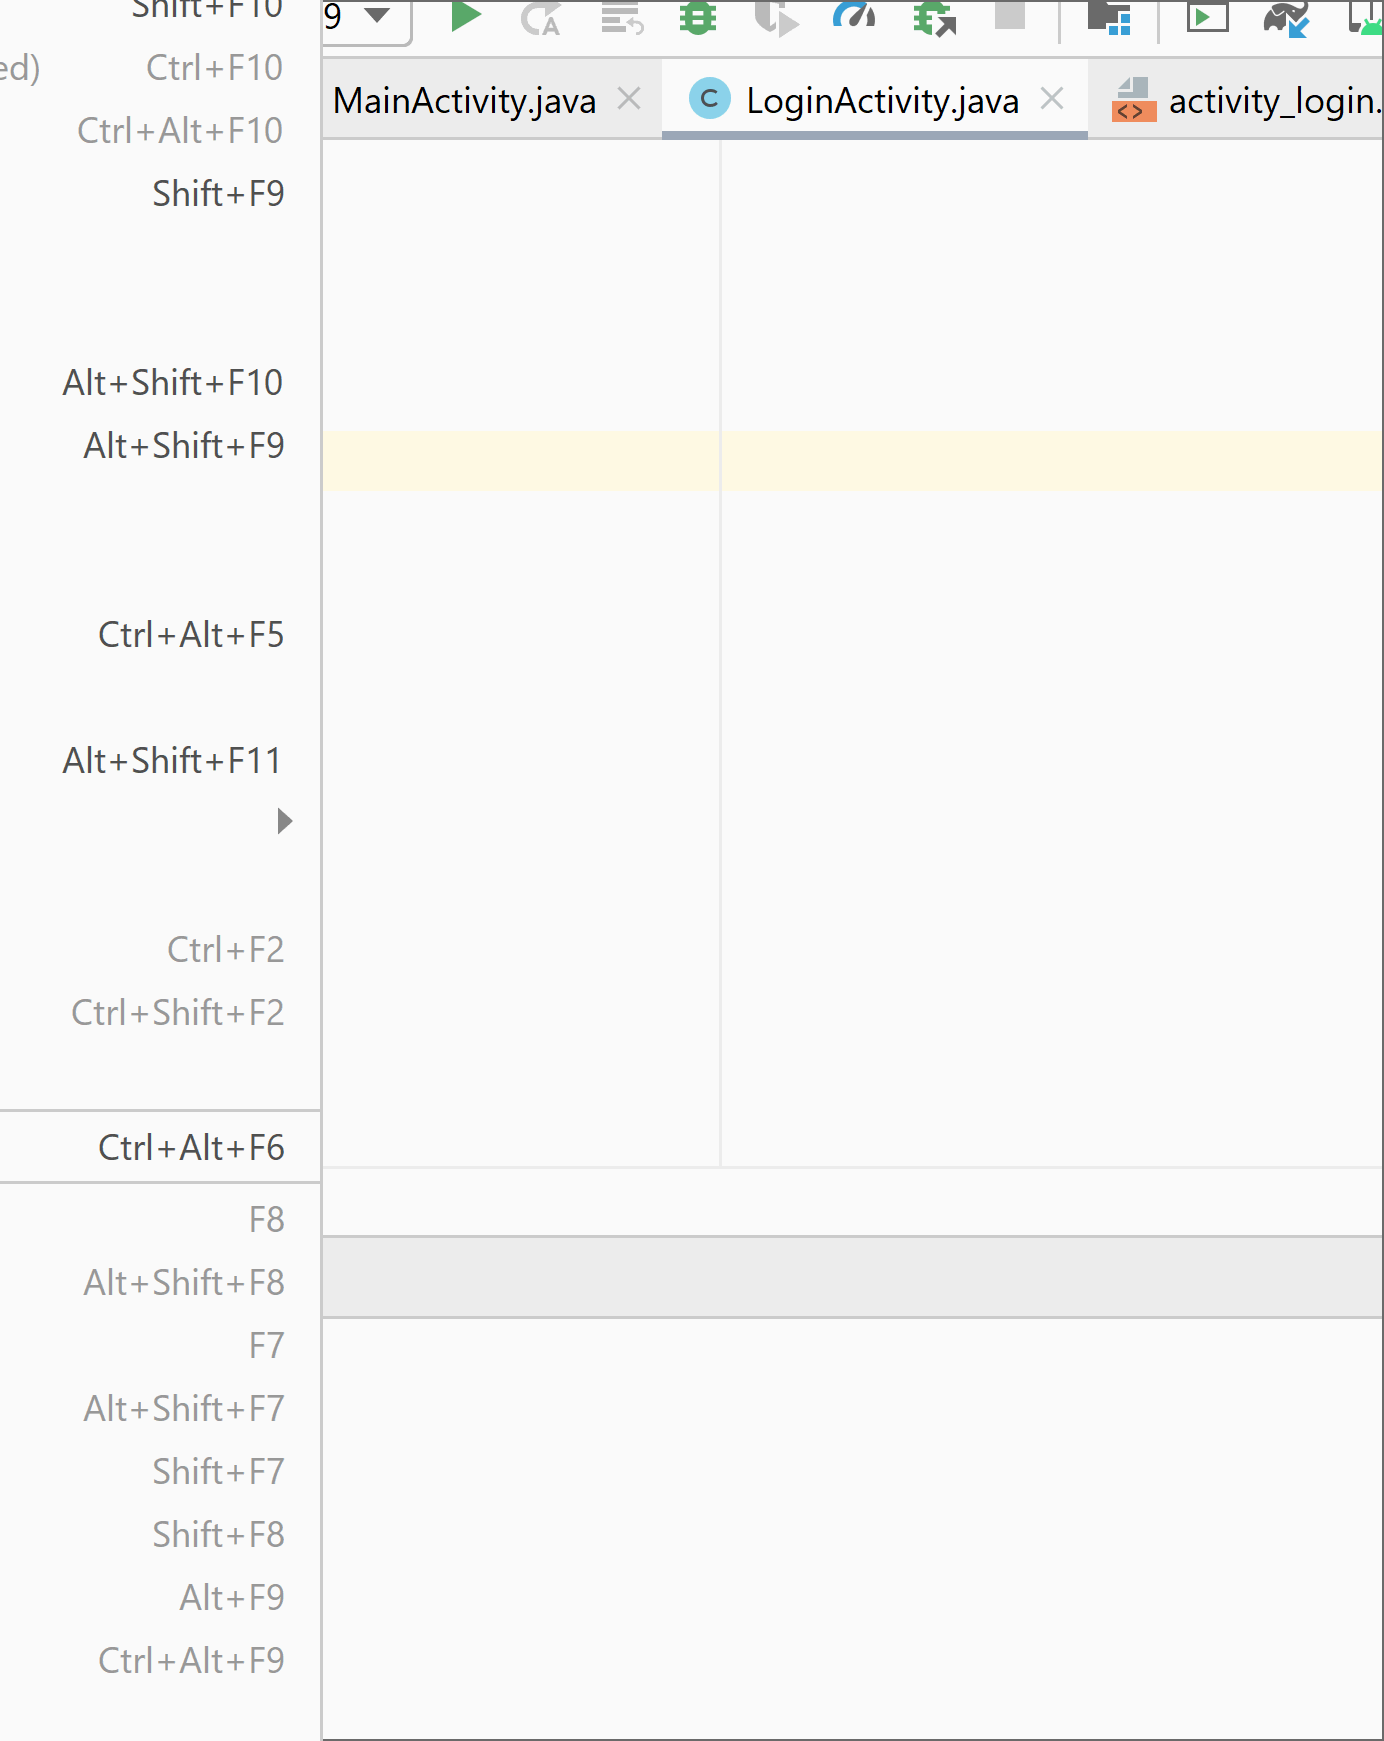 Shift+F10
9
ed) Ctrl+F10
MainActivity.java
C LoginActivity.java
<> activity_login.
Ctrl+Alt+F10
Shift+F9
Alt+Shift+F10
Alt+Shift+F9
Ctrl+Alt+F5
Alt+Shift+F11
Ctrl+F2
Ctrl+Shift+F2
Ctrl+Alt+F6
F8
Alt+Shift+F8
F7
Alt+Shift+F7
Shift+F7
Shift+F8
Alt+F9
Ctrl+Alt+F9